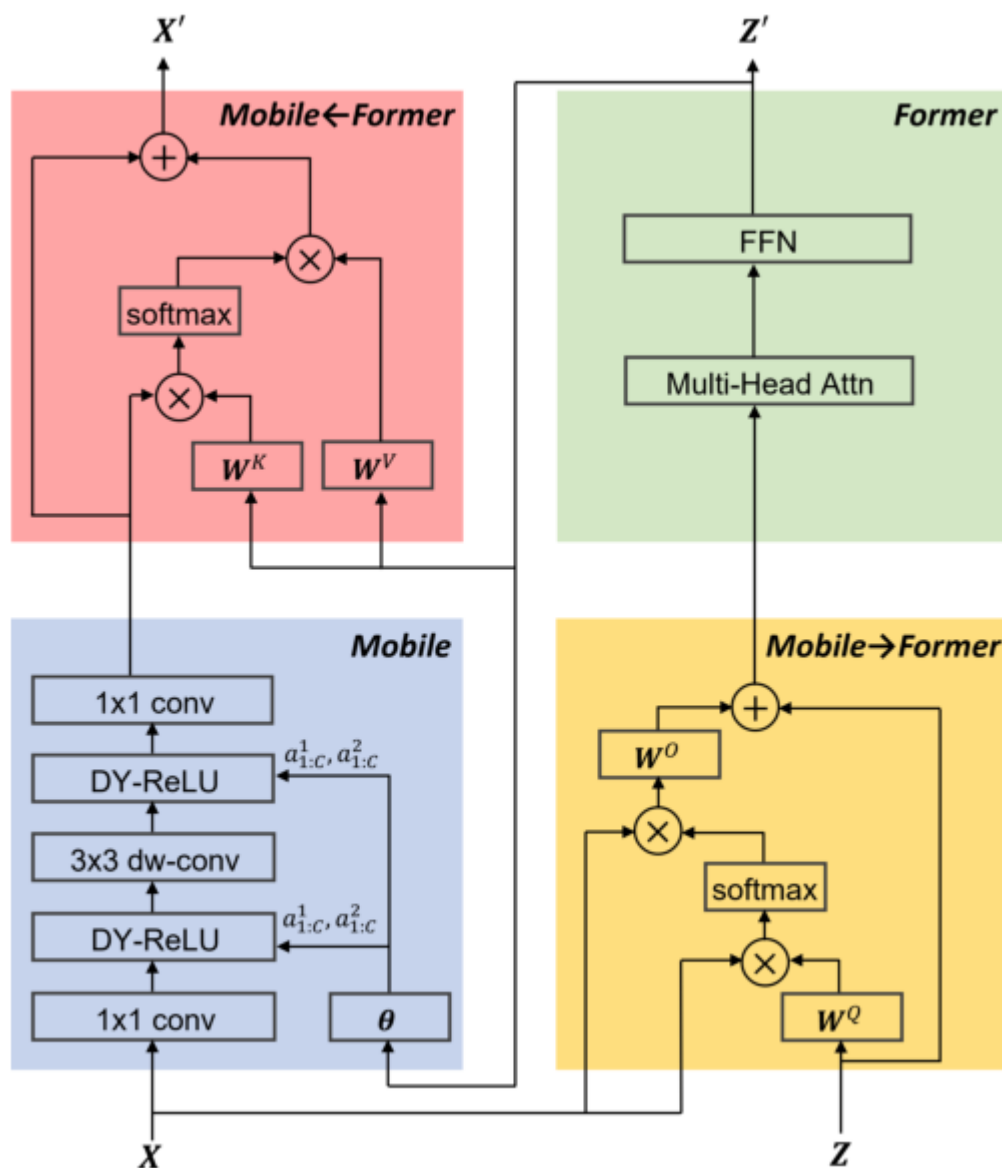 X′
Z′
Mobile←Former
Former
FFN
softmax
Multi-Head Attn
W^K
W^V
Mobile
Mobile→Former
1x1 conv
a^1_{1:C}, a^2_{1:C}
DY-ReLU
W^O
3x3 dw-conv
softmax
a^1_{1:C}, a^2_{1:C}
DY-ReLU
1x1 conv
θ
W^Q
X
Z